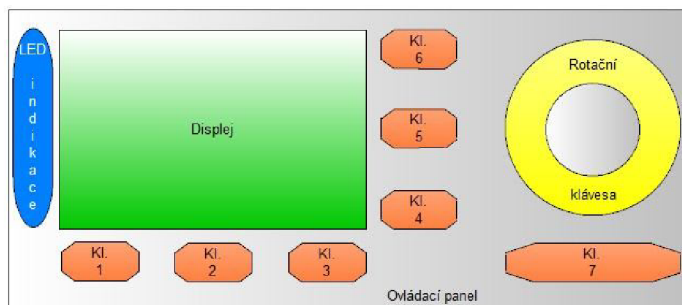 LED
indikace
Displej
Kl.
6
Kl.
5
Kl.
4
Rotační
klávesa
Kl.
1
Kl.
2
Kl.
3
Kl.
7
Ovládací panel